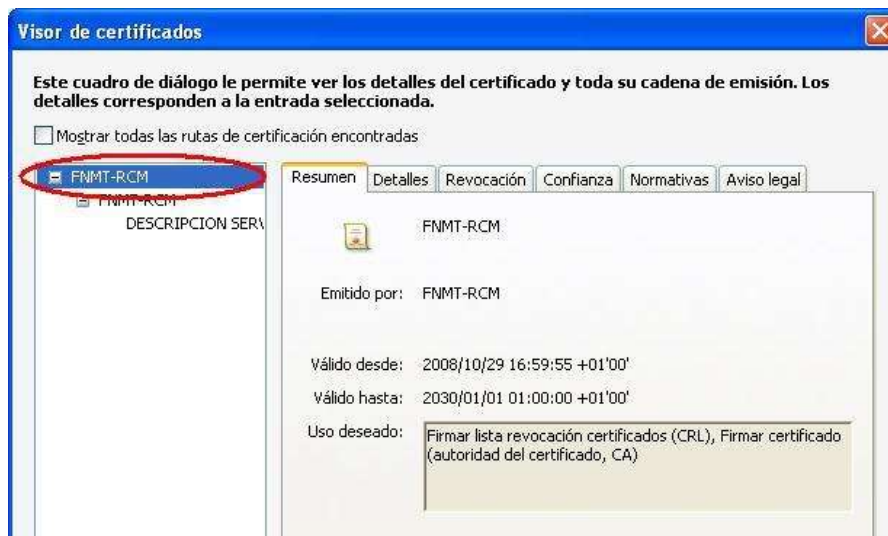 Visor de certificados
Este cuadro de diálogo le permite ver los detalles del certificado y toda su cadena de emisión. Los
detalles corresponden a la entrada seleccionada.
Mostrar todas las rutas de certificación encontradas
FNMT-RCM
FNMT-RCM
DESCRIPCION SERV
Resumen Detalles Revocación Confianza Normativas Aviso legal
FNMT-RCM
Emitido por: FNMT-RCM
Válido desde: 2008/10/29 16:59:55 +01'00'
Válido hasta: 2030/01/01 01:00:00 +01'00'
Uso deseado: Firmar lista revocación certificados (CRL), Firmar certificado
(autoridad del certificado, CA)